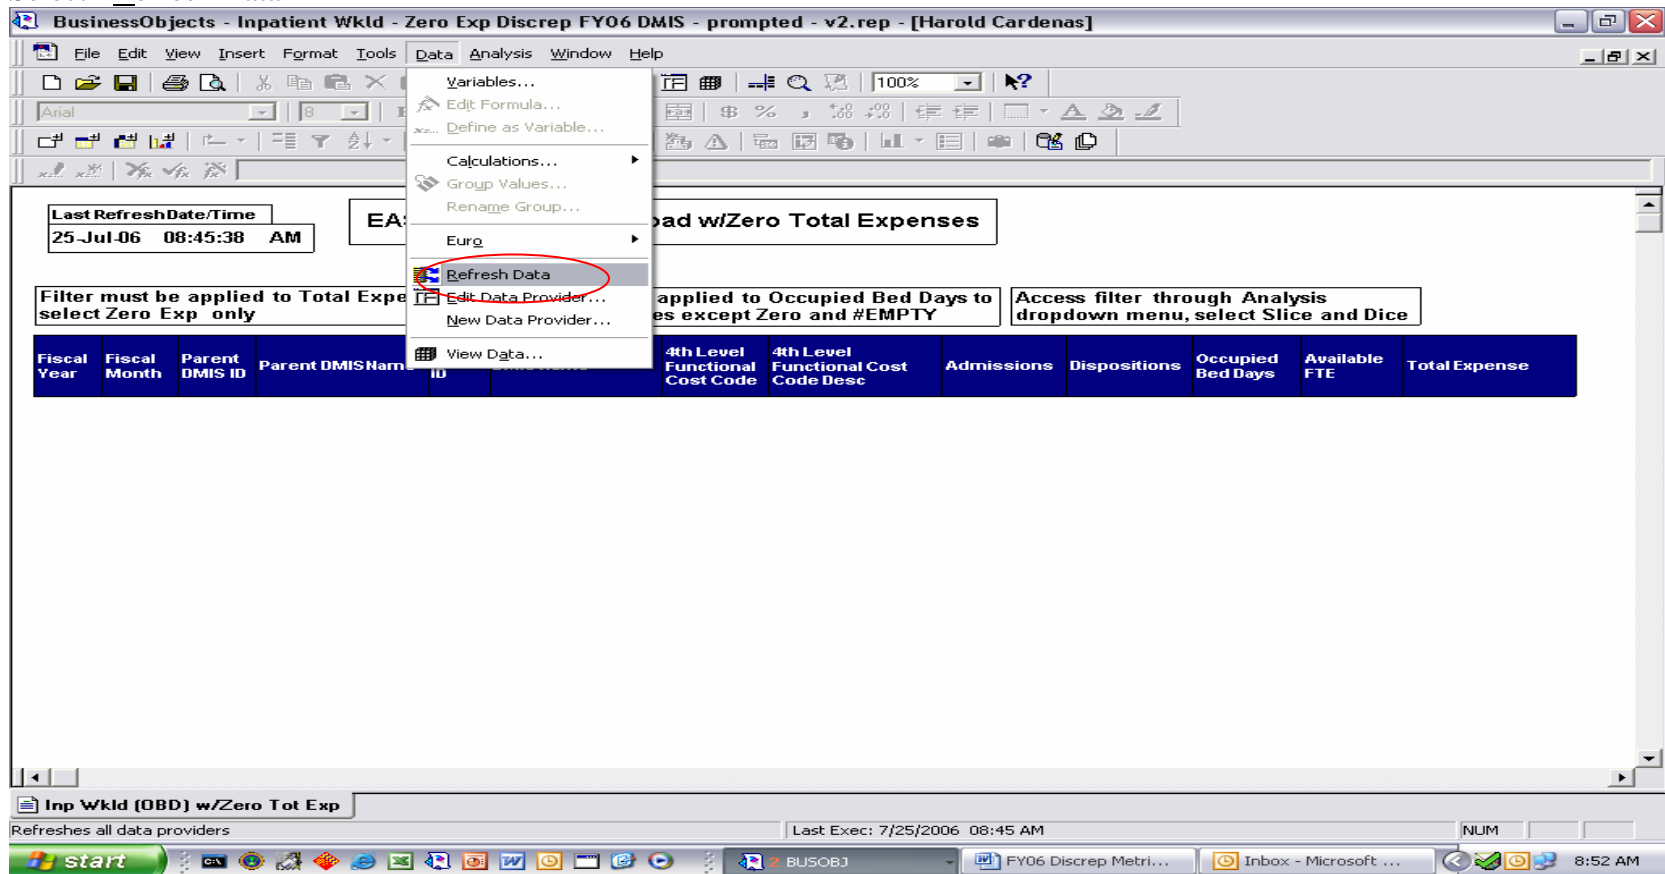 BusinessObjects - Inpatient Wkld - Zero Exp Discrep FY06 DMIS - prompted - v2.rep - [Harold Cardenas]
File Edit View Insert Format Tools Data Analysis Window Help
100%
Arial 8
Variables...
Edit Formula...
Define as Variable...
Calculations...
Group Values...
Rename Group...
Euro
Refresh Data
Edit Data Provider...
New Data Provider...
View Data...
Last Refresh Date/Time
25-Jul-06 08:45:38 AM
EA
ad w/Zero Total Expenses
Filter must be applied to Total Expe
select Zero Exp only
applied to Occupied Bed Days to
es except Zero and #EMPTY
Access filter through Analysis
dropdown menu, select Slice and Dice
Fiscal Year
Fiscal Month
Parent DMIS ID
Parent DMIS Name
ID
4th Level Functional Cost Code
4th Level Functional Cost Code Desc
Admissions
Dispositions
Occupied Bed Days
Available FTE
Total Expense
Inp Wkld (OBD) w/Zero Tot Exp
Refreshes all data providers
Last Exec: 7/25/2006 08:45 AM
NUM
start
2 BUSOBJ
FY06 Discrep Metri...
Inbox - Microsoft ...
8:52 AM